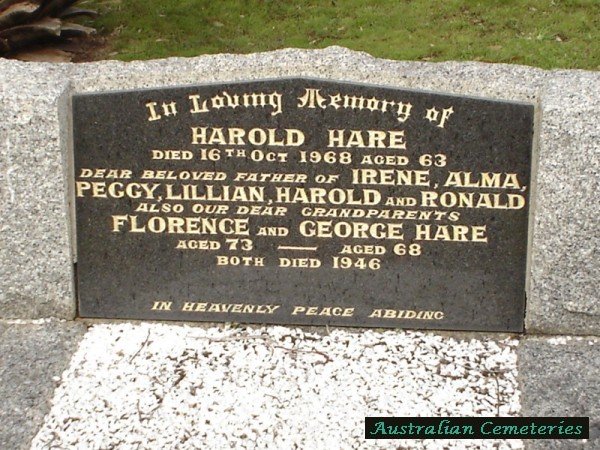 In Loving Memory of
HAROLD HARE
DIED 16TH OCT 1968 AGED 63
DEAR BELOVED FATHER OF IRENE, ALMA,
PEGGY, LILLIAN, HAROLD AND RONALD
ALSO OUR DEAR GRANDPARENTS
FLORENCE AND GEORGE HARE
AGED 73 — AGED 68
BOTH DIED 1946
IN HEAVENLY PEACE ABIDING
Australian Cemeteries